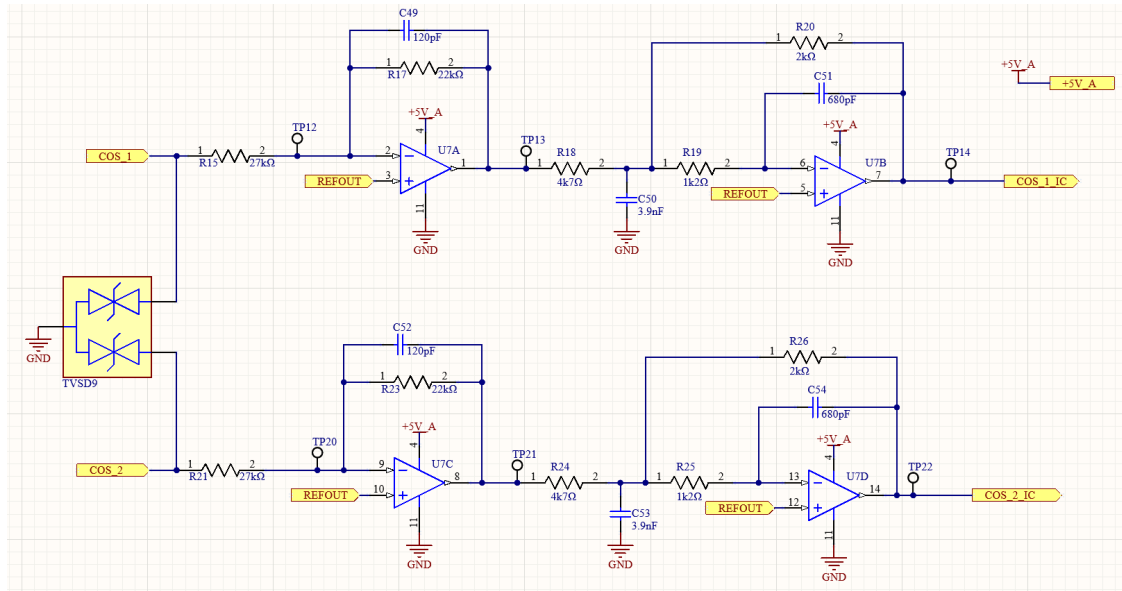 C49
120pF
1 R17 2 22kΩ
+5V_A
4
COS_1
1 R15 2 27kΩ
TP12
2
3
REFOUT
U7A
1
11
GND
TP13
1 R18 2
4k7Ω
C50
3.9nF
GND
1 R20 2
2kΩ
C51
680pF
1 R19 2
1k2Ω
+5V_A
4
6
5
REFOUT
U7B
7
11
GND
TP14
COS_1_IC
+5V_A
+5V_A
GND
TVSD9
C52
120pF
1 R23 2 22kΩ
+5V_A
4
COS_2
1 R21 2 27kΩ
TP20
9
10
REFOUT
U7C
8
11
GND
TP21
1 R24 2
4k7Ω
C53
3.9nF
GND
1 R26 2
2kΩ
C54
680pF
1 R25 2
1k2Ω
+5V_A
4
13
12
REFOUT
U7D
14
11
GND
TP22
COS_2_IC